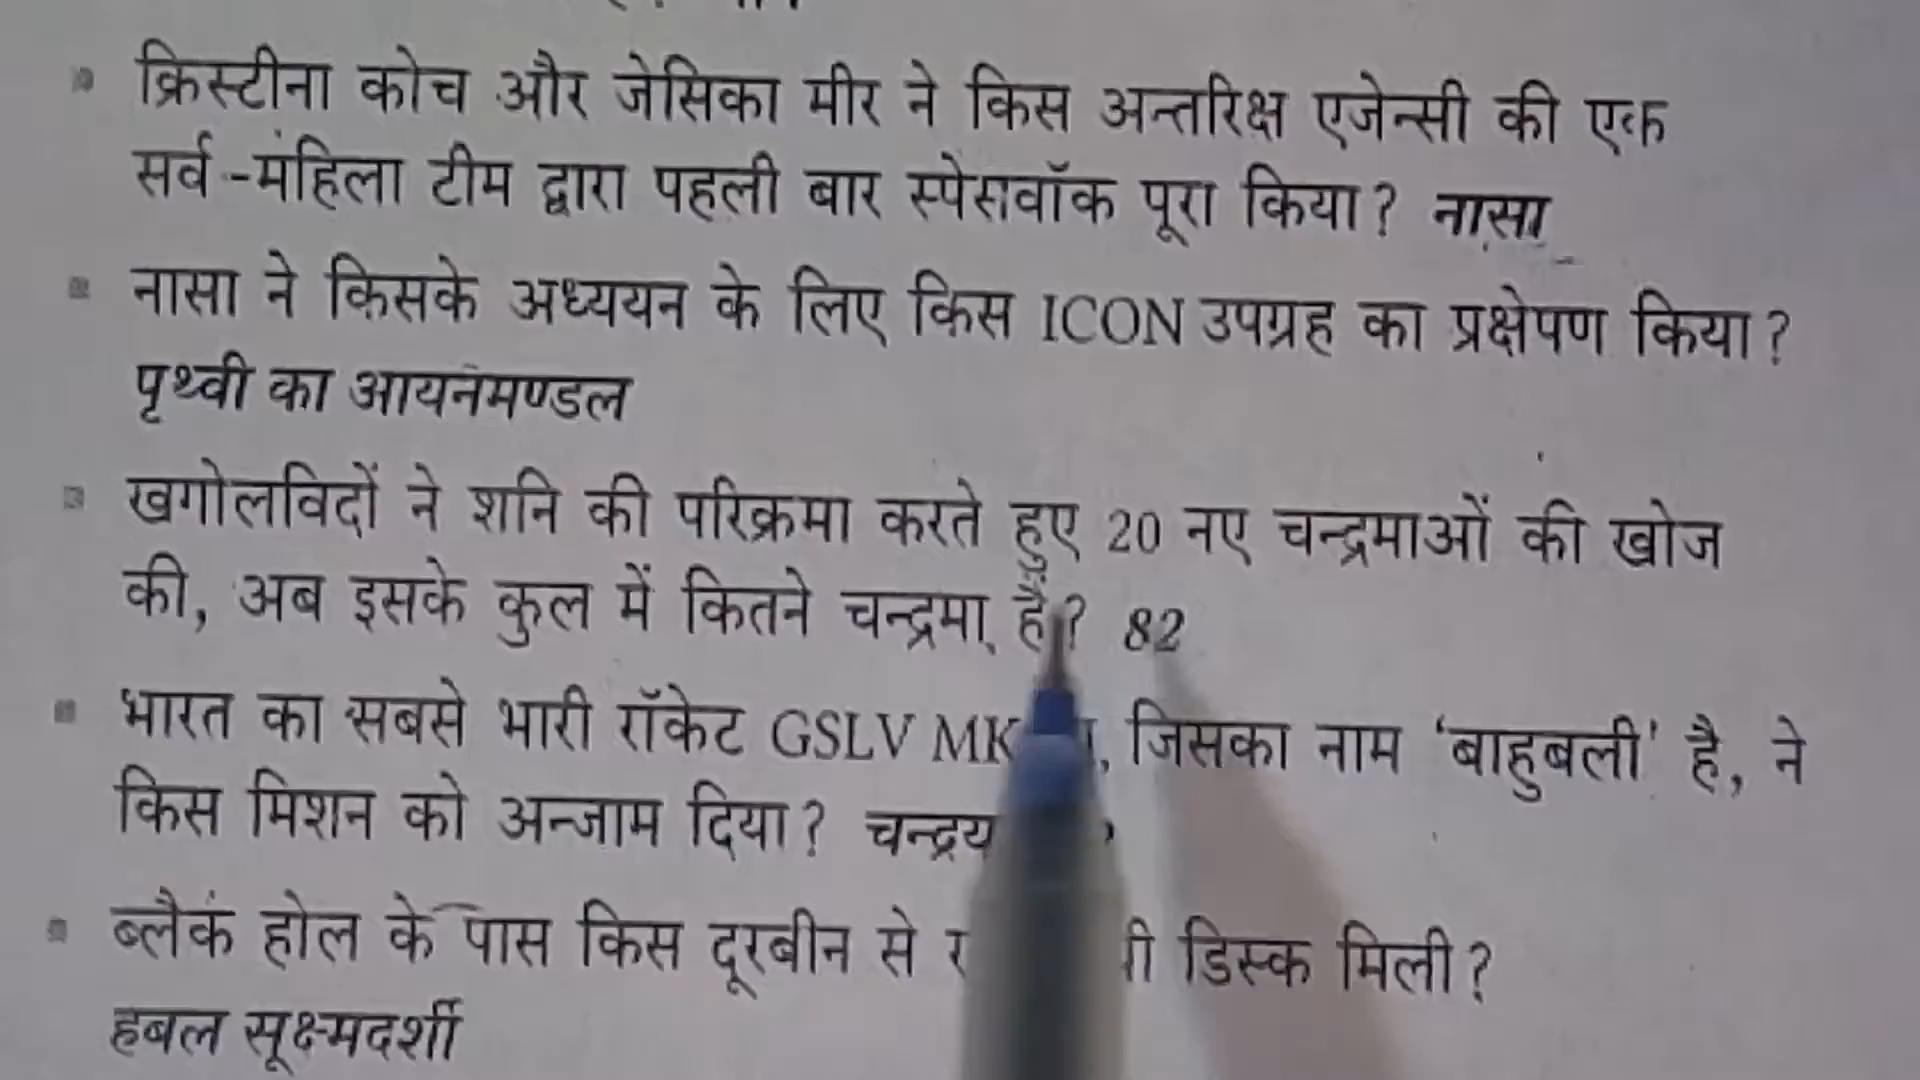 क्रिस्टीना कोच और जेसिका मीर ने किस अन्तरिक्ष एजेन्सी की एक
सर्व-महिला टीम द्वारा पहली बार स्पेसवॉक पूरा किया? नासा
नासा ने किसके अध्ययन के लिए किस ICON उपग्रह का प्रक्षेपण किया?
पृथ्वी का आयनमण्डल
खगोलविदों ने शनि की परिक्रमा करते हुए 20 नए चन्द्रमाओं की खोज
की, अब इसके कुल में कितने चन्द्रमा हैं? 82
भारत का सबसे भारी रॉकेट GSLV MK जिसका नाम 'बाहुबली' है, ने
किस मिशन को अन्जाम दिया?
ब्लैक होल के पास किस दूरबीन से डिस्क मिली?
हबल सूक्ष्मदर्शी